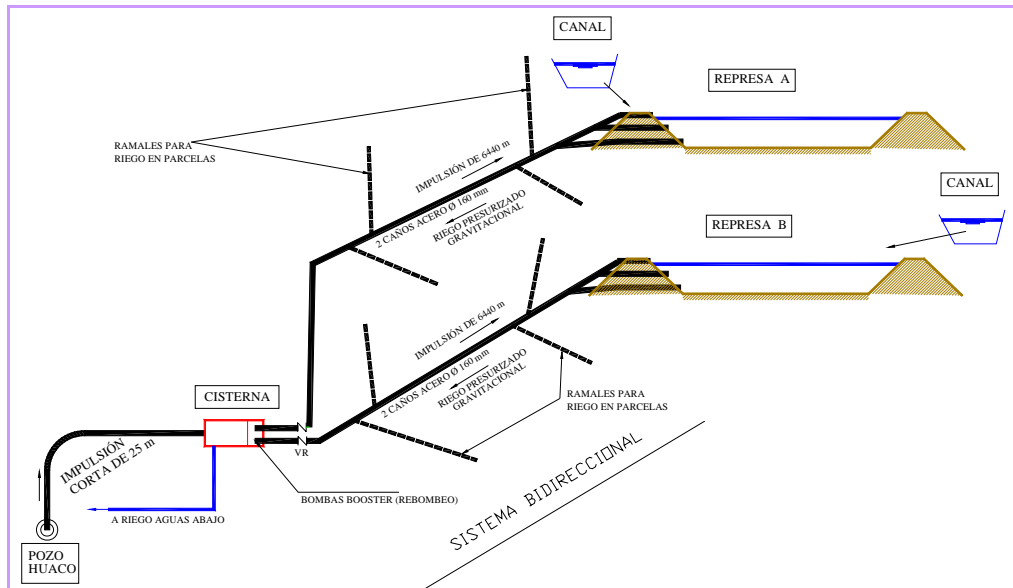 CANAL
REPRESA A
RAMALES PARA
RIEGO EN PARCELAS
IMPULSIÓN DE 6440 m
2 CAÑOS ACERO Ø 160 mm
RIEGO PRESURIZADO
GRAVITACIONAL
CANAL
REPRESA B
IMPULSIÓN DE 6440 m
2 CAÑOS ACERO Ø 160 mm
RIEGO PRESURIZADO
GRAVITACIONAL
CISTERNA
RAMALES PARA
RIEGO EN PARCELAS
VR
IMPULSIÓN
CORTA DE 25 m
BOMBAS BOOSTER (REBOMBEO)
A RIEGO AGUAS ABAJO
SISTEMA BIDIRECCIONAL
POZO
HUACO